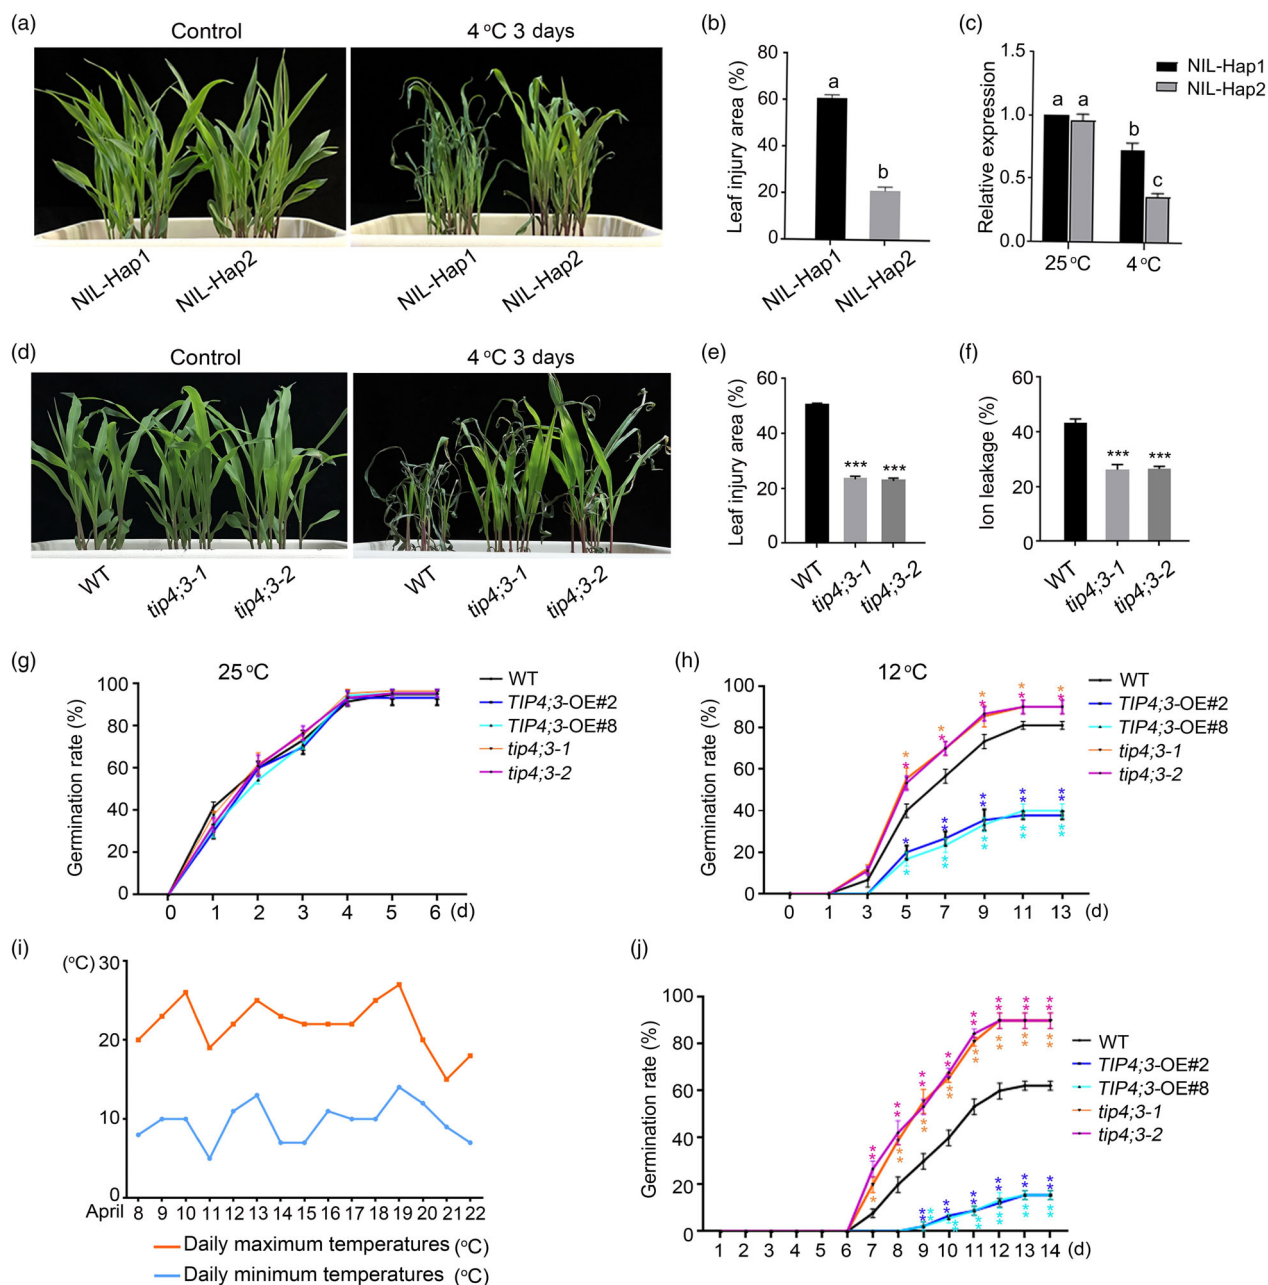 (a)
Control
4 °C 3 days
NIL-Hap1
NIL-Hap2
NIL-Hap1
NIL-Hap2
(b)
Leaf injury area (%)
80
60
40
20
0
a
b
NIL-Hap1
NIL-Hap2
(c)
Relative expression
1.5
1.0
0.5
0.0
a a
b
c
25 °C
4 °C
NIL-Hap1
NIL-Hap2
(d)
Control
4 °C 3 days
WT
tip4;3-1
tip4;3-2
WT
tip4;3-1
tip4;3-2
(e)
Leaf injury area (%)
60
40
20
0
*** ***
WT
tip4;3-1
tip4;3-2
(f)
Ion leakage (%)
60
40
20
0
*** ***
WT
tip4;3-1
tip4;3-2
(g)
25 °C
Germination rate (%)
100
80
60
40
20
0
0 1 2 3 4 5 6 (d)
WT
TIP4;3-OE#2
TIP4;3-OE#8
tip4;3-1
tip4;3-2
(h)
12 °C
Germination rate (%)
100
80
60
40
20
0
0 1 3 5 7 9 11 13 (d)
WT
TIP4;3-OE#2
TIP4;3-OE#8
tip4;3-1
tip4;3-2
(i)
(°C)
30
20
10
0
April
8 9 10 11 12 13 14 15 16 17 18 19 20 21 22
Daily maximum temperatures (°C)
Daily minimum temperatures (°C)
(j)
Germination rate (%)
100
80
60
40
20
0
1 2 3 4 5 6 7 8 9 10 11 12 13 14 (d)
WT
TIP4;3-OE#2
TIP4;3-OE#8
tip4;3-1
tip4;3-2